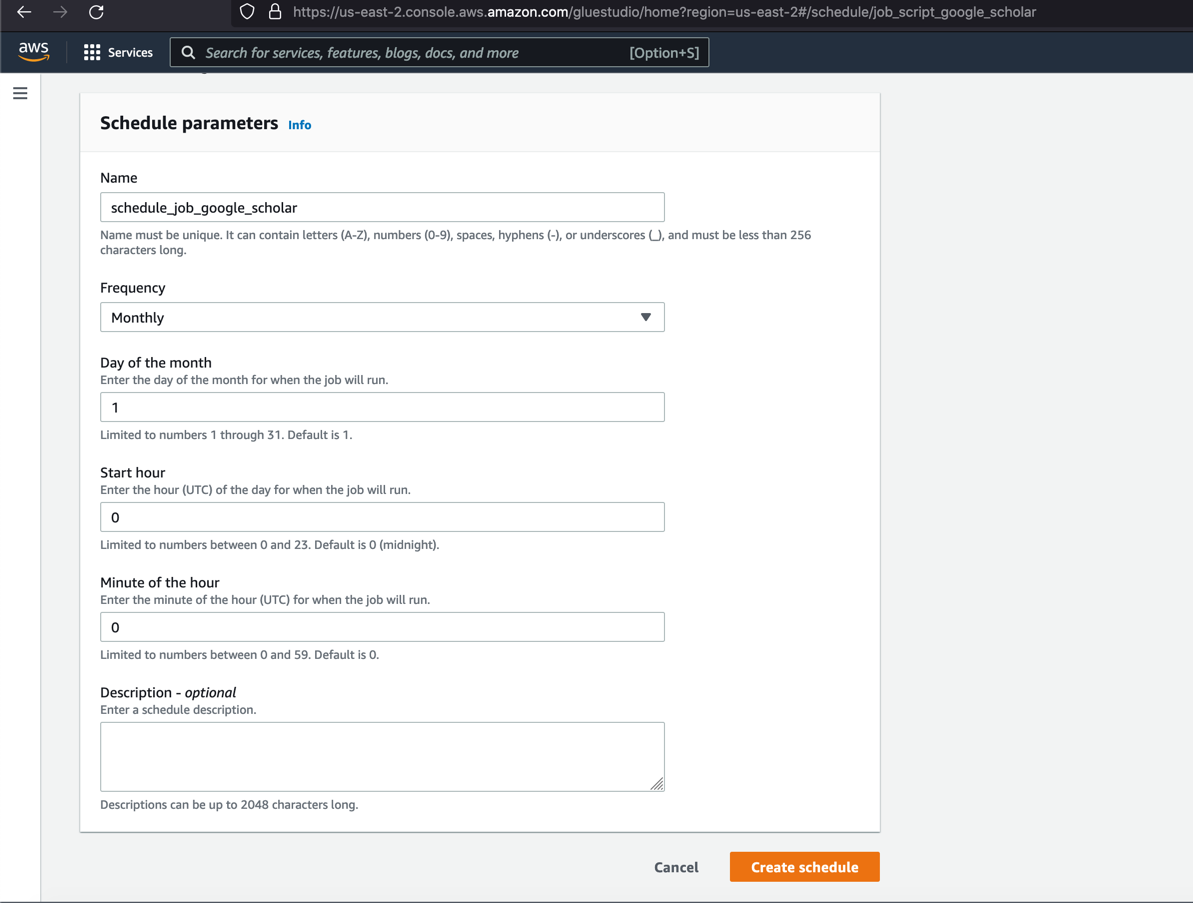 https://us-east-2.console.aws.amazon.com/gluestudio/home?region=us-east-2#/schedule/job_script_google_scholar
aws
Services
Search for services, features, blogs, docs, and more
[Option+S]
Schedule parameters Info
Name
schedule_job_google_scholar
Name must be unique. It can contain letters (A-Z), numbers (0-9), spaces, hyphens (-), or underscores (_), and must be less than 256
characters long.
Frequency
Monthly
Day of the month
Enter the day of the month for when the job will run.
1
Limited to numbers 1 through 31. Default is 1.
Start hour
Enter the hour (UTC) of the day for when the job will run.
0
Limited to numbers between 0 and 23. Default is 0 (midnight).
Minute of the hour
Enter the minute of the hour (UTC) for when the job will run.
0
Limited to numbers between 0 and 59. Default is 0.
Description - optional
Enter a schedule description.
Descriptions can be up to 2048 characters long.
Cancel
Create schedule